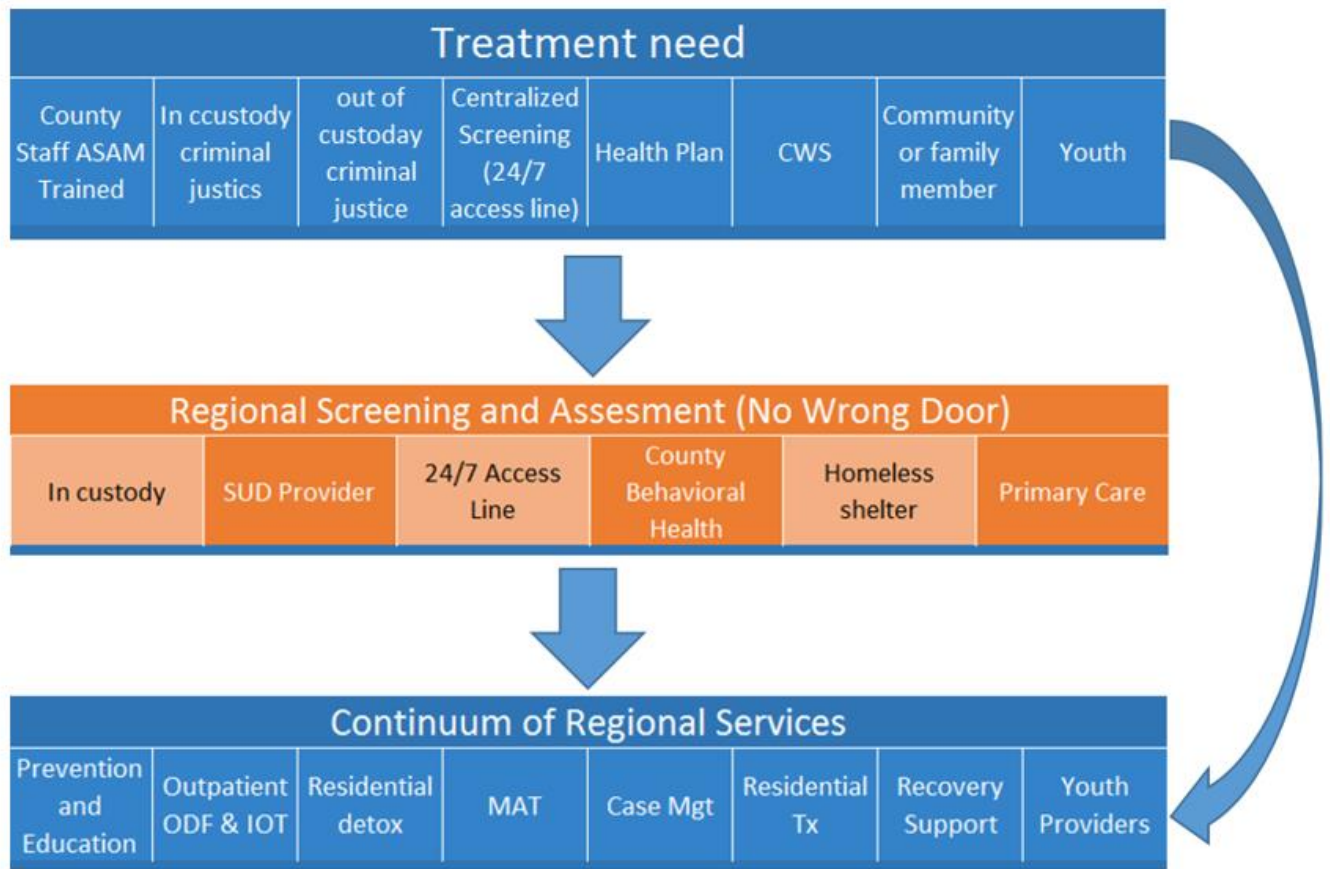 Treatment need
County
Staff ASAM
Trained
In ccustody
criminal
justics
out of
custoday
criminal
justice
Centralized
Screening
(24/7
access line)
Health Plan
CWS
Community
or family
member
Youth
Regional Screening and Assesment (No Wrong Door)
In custody
SUD Provider
24/7 Access
Line
County
Behavioral
Health
Homeless
shelter
Primary Care
Continuum of Regional Services
Prevention
and
Education
Outpatient
ODF & IOT
Residential
detox
MAT
Case Mgt
Residential
Tx
Recovery
Support
Youth
Providers